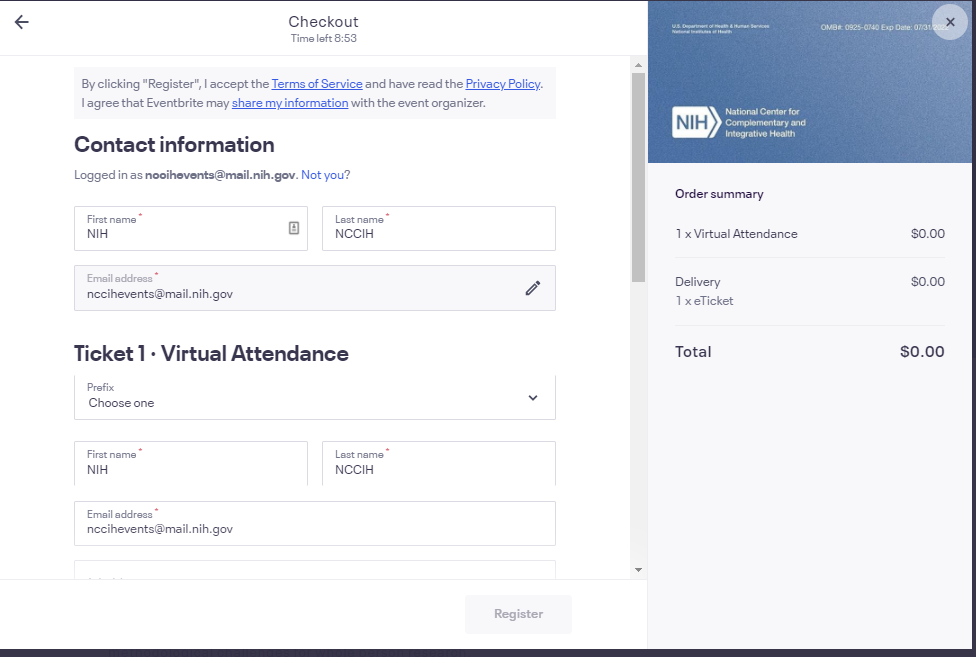 Checkout
Time left 8:53
By clicking "Register", I accept the Terms of Service and have read the Privacy Policy.
I agree that Eventbrite may share my information with the event organizer.
Contact information
Logged in as nccihevents@mail.nih.gov. Not you?
First name *
NIH
Last name *
NCCIH
Email address *
nccihevents@mail.nih.gov
Ticket 1 · Virtual Attendance
Prefix
Choose one
First name *
NIH
Last name *
NCCIH
Email address *
nccihevents@mail.nih.gov
Register
U.S. Department of Health & Human Services
National Institutes of Health
OMB#: 0925-0740 Exp Date: 07/31/
NIH
National Center for
Complementary and
Integrative Health
Order summary
1 x Virtual Attendance $0.00
Delivery $0.00
1 x eTicket
Total $0.00